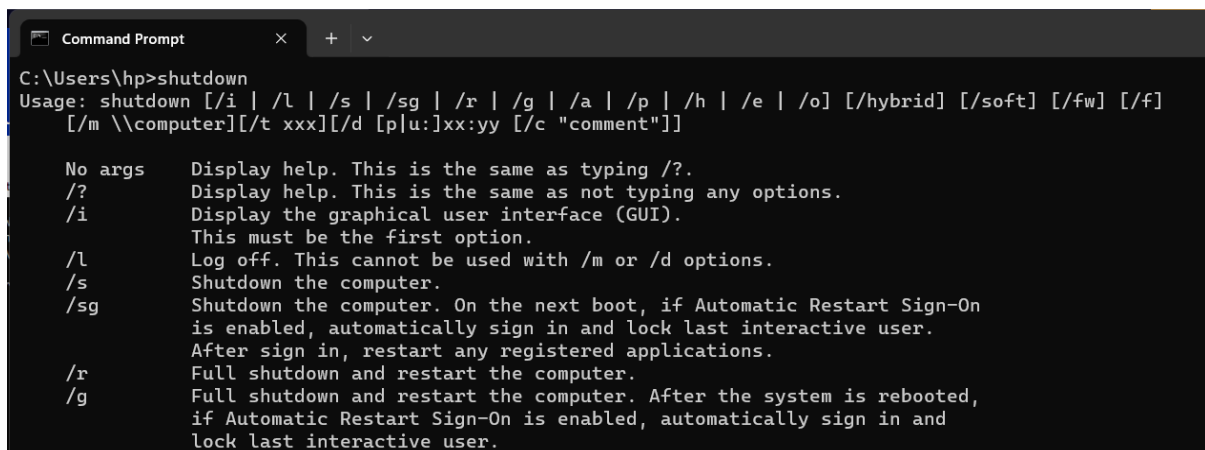 Command Prompt
C:\Users\hp>shutdown
Usage: shutdown [/i | /l | /s | /sg | /r | /g | /a | /p | /h | /e | /o] [/hybrid] [/soft] [/fw] [/f]
    [/m \\computer][/t xxx][/d [p|u:]xx:yy [/c "comment"]]

    No args    Display help. This is the same as typing /?.
    /?         Display help. This is the same as not typing any options.
    /i         Display the graphical user interface (GUI).
               This must be the first option.
    /l         Log off. This cannot be used with /m or /d options.
    /s         Shutdown the computer.
    /sg        Shutdown the computer. On the next boot, if Automatic Restart Sign-On
               is enabled, automatically sign in and lock last interactive user.
               After sign in, restart any registered applications.
    /r         Full shutdown and restart the computer.
    /g         Full shutdown and restart the computer. After the system is rebooted,
               if Automatic Restart Sign-On is enabled, automatically sign in and
               lock last interactive user.